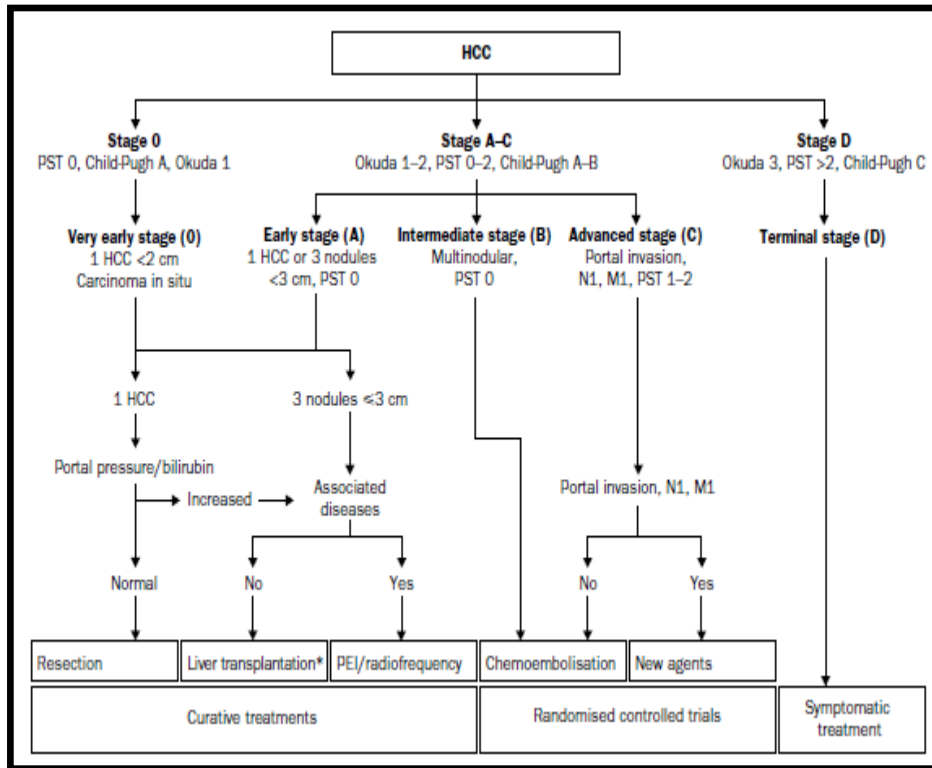 HCC
Stage 0
PST 0, Child-Pugh A, Okuda 1
Stage A–C
Okuda 1–2, PST 0–2, Child-Pugh A–B
Stage D
Okuda 3, PST >2, Child-Pugh C
Very early stage (0)
1 HCC <2 cm
Carcinoma in situ
Early stage (A)
1 HCC or 3 nodules
<3 cm, PST 0
Intermediate stage (B)
Multinodular,
PST 0
Advanced stage (C)
Portal invasion,
N1, M1, PST 1–2
Terminal stage (D)
1 HCC
3 nodules ⩽3 cm
Portal pressure/bilirubin
Increased
Associated
diseases
Portal invasion, N1, M1
Normal
No
Yes
No
Yes
Resection
Liver transplantation*
PEI/radiofrequency
Chemoembolisation
New agents
Curative treatments
Randomised controlled trials
Symptomatic
treatment